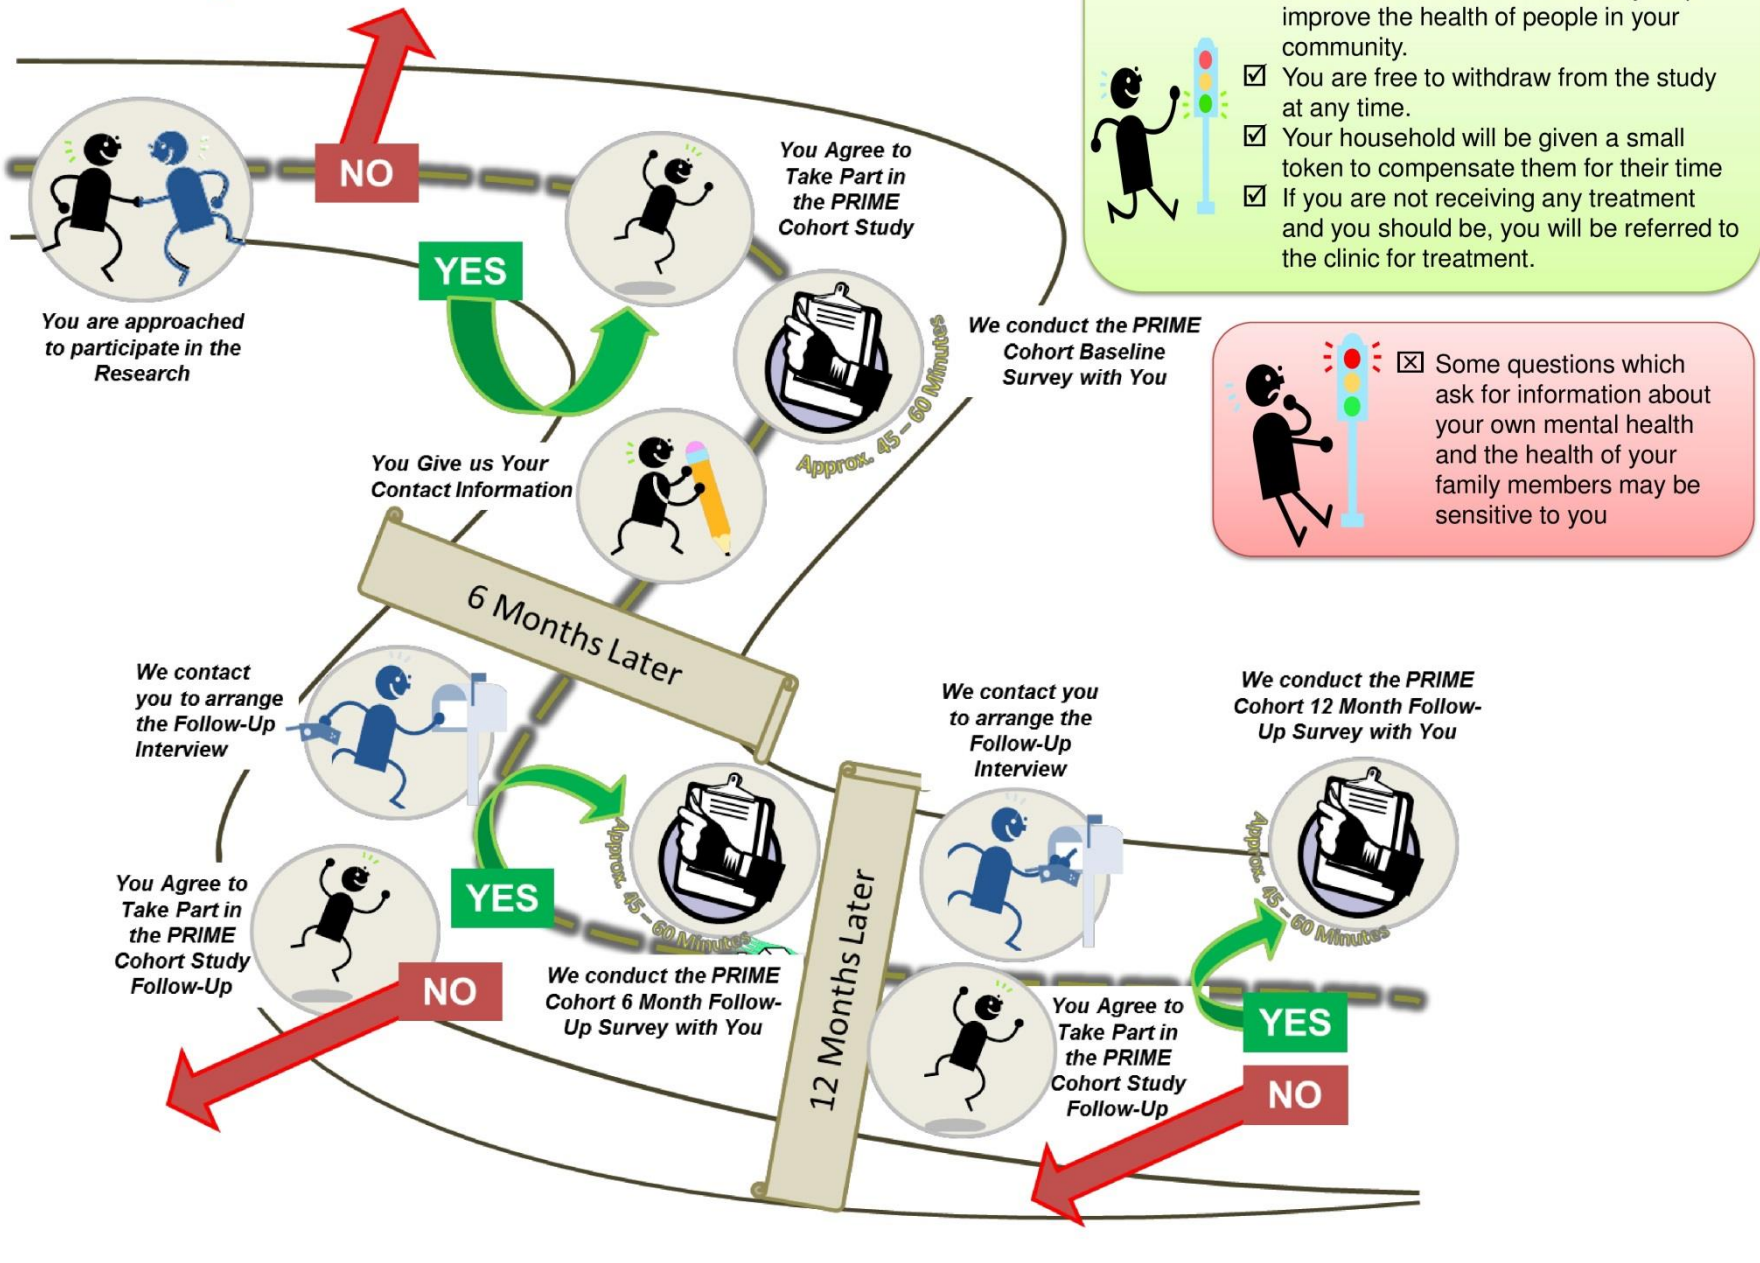 NO
You Agree to
Take Part in
the PRIME
Cohort Study
YES
You are approached
to participate in the
Research
We conduct the PRIME
Cohort Baseline
Survey with You
Approx. 45 – 60 Minutes
You Give us Your
Contact Information
6 Months Later
We contact
you to arrange
the Follow-Up
Interview
You Agree to
Take Part in
the PRIME
Cohort Study
Follow-Up
YES
NO
Approx. 45 – 60 Minutes
We conduct the PRIME
Cohort 6 Month Follow-
Up Survey with You
12 Months Later
We contact you
to arrange the
Follow-Up
Interview
You Agree to
Take Part in
the PRIME
Cohort Study
Follow-Up
YES
NO
We conduct the PRIME
Cohort 12 Month Follow-
Up Survey with You
Approx. 45 – 60 Minutes
improve the health of people in your
community.
☑ You are free to withdraw from the study
at any time.
☑ Your household will be given a small
token to compensate them for their time
☑ If you are not receiving any treatment
and you should be, you will be referred to
the clinic for treatment.
☒ Some questions which
ask for information about
your own mental health
and the health of your
family members may be
sensitive to you